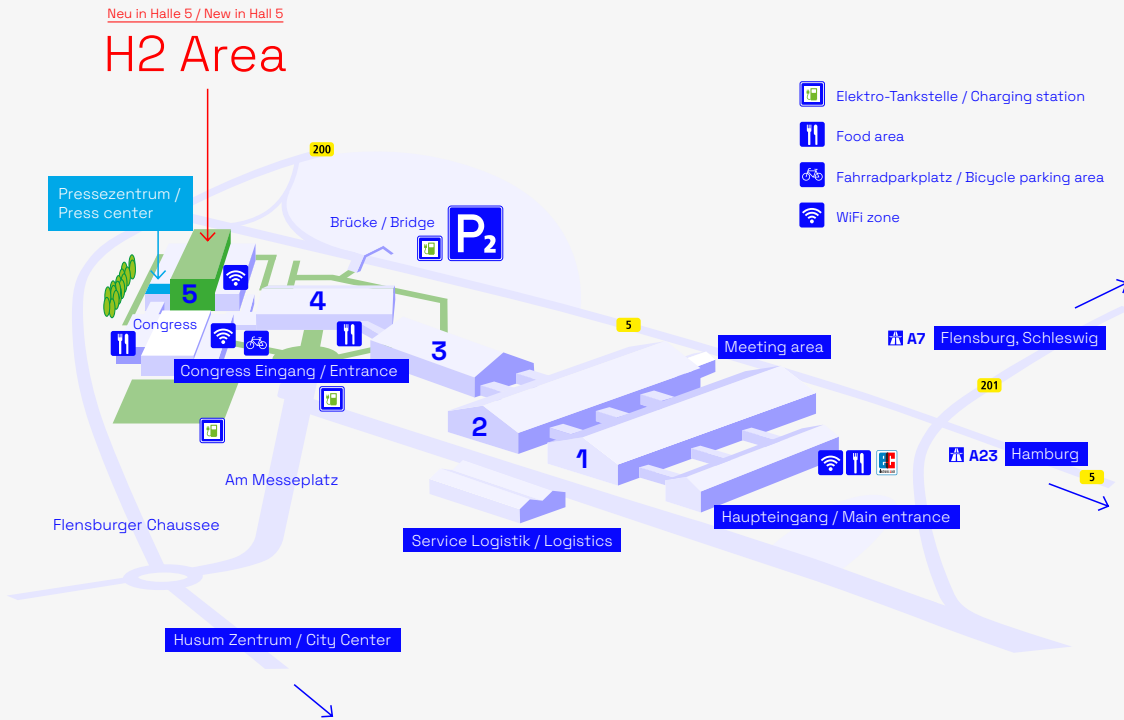 Neu in Halle 5 / New in Hall 5
H2 Area
Elektro-Tankstelle / Charging station
Food area
Fahrradparkplatz / Bicycle parking area
WiFi zone
200
Pressezentrum /
Press center
Brücke / Bridge
P2
5
4
Congress
3
5
Meeting area
A7
Flensburg, Schleswig
Congress Eingang / Entrance
201
2
1
A23
Hamburg
5
EC
Am Messeplatz
Haupteingang / Main entrance
Flensburger Chaussee
Service Logistik / Logistics
Husum Zentrum / City Center